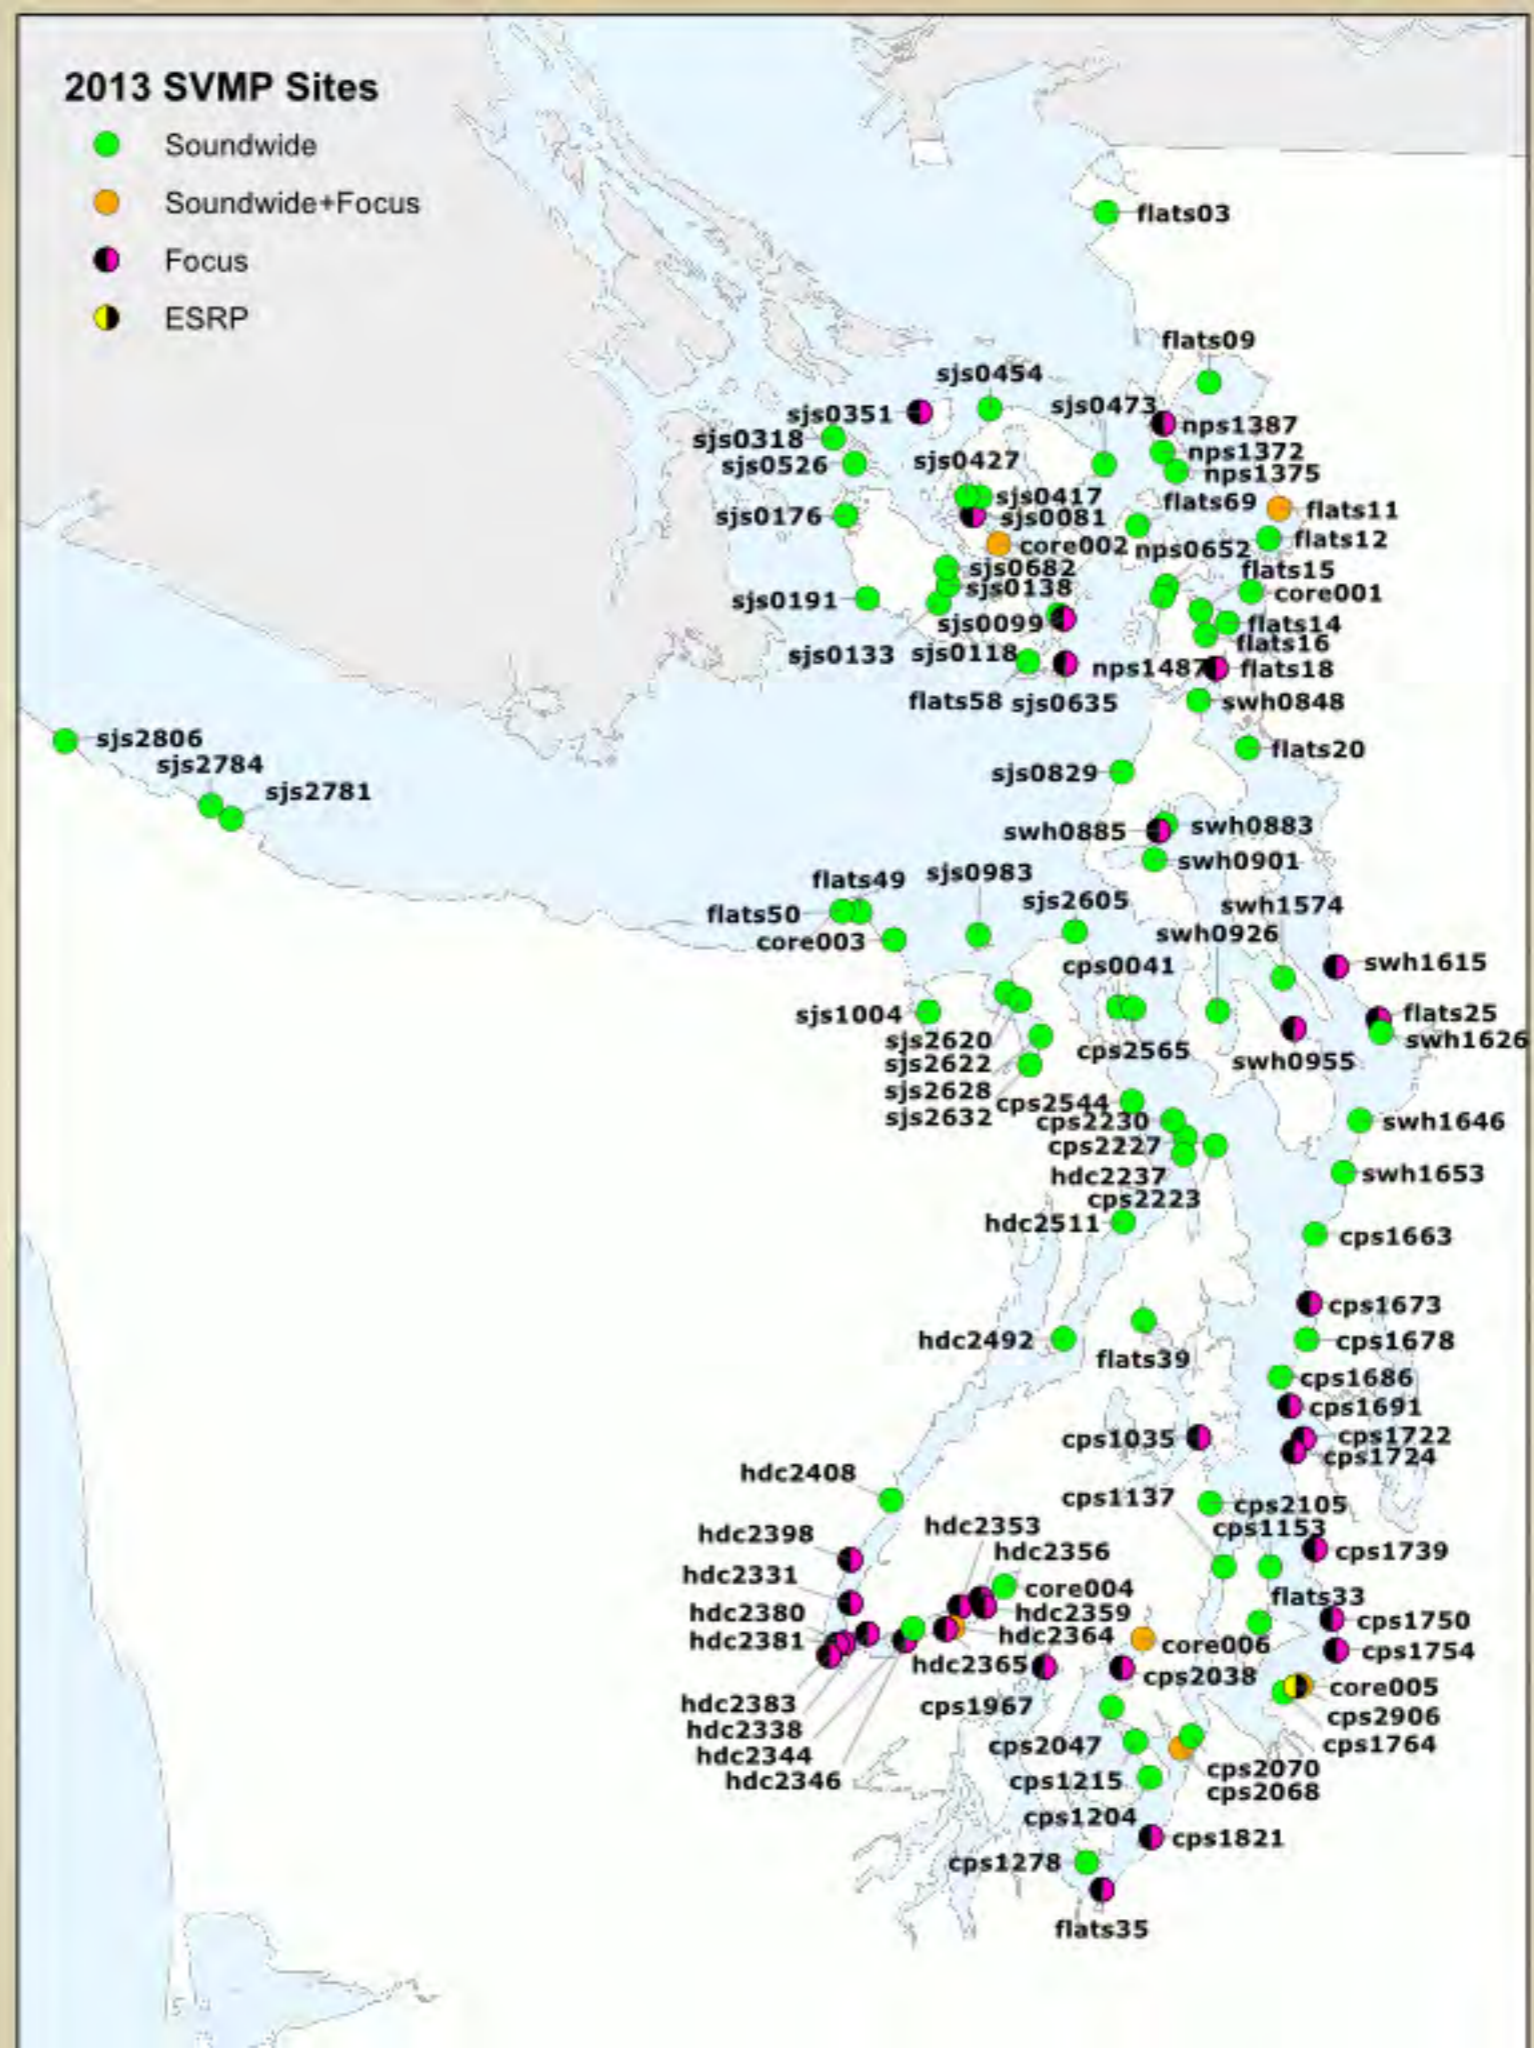 2013 SVMP Sites
Soundwide
Soundwide+Focus
Focus
ESRP
flats03
flats09
sjs0454
sjs0473
sjs0351
nps1387
sjs0318
nps1372
sjs0427
sjs0526
nps1375
sjs0417
flats69
flats11
sjs0176
sjs0081
flats12
core002
nps0652
sjs0682
flats15
sjs0138
core001
sjs0191
sjs0099
flats14
flats16
sjs0133
sjs0118
nps1487
flats18
flats58
sjs0635
swh0848
sjs2806
flats20
sjs2784
sjs0829
sjs2781
swh0885
swh0883
swh0901
flats49
sjs0983
sjs2605
swh1574
flats50
swh0926
core003
cps0041
swh1615
sjs1004
flats25
sjs2620
swh1626
cps2565
sjs2622
swh0955
sjs2628
cps2544
sjs2632
cps2230
swh1646
cps2227
hdc2237
swh1653
cps2223
hdc2511
cps1663
cps1673
hdc2492
cps1678
flats39
cps1686
cps1691
cps1035
cps1722
cps1724
hdc2408
cps1137
cps2105
hdc2353
cps1153
hdc2398
hdc2356
cps1739
hdc2331
core004
flats33
hdc2380
hdc2359
cps1750
hdc2381
hdc2364
core006
cps1754
hdc2365
cps2038
core005
hdc2383
cps1967
cps2906
hdc2338
cps2047
cps1764
hdc2344
cps2070
hdc2346
cps1215
cps2068
cps1204
cps1821
cps1278
flats35